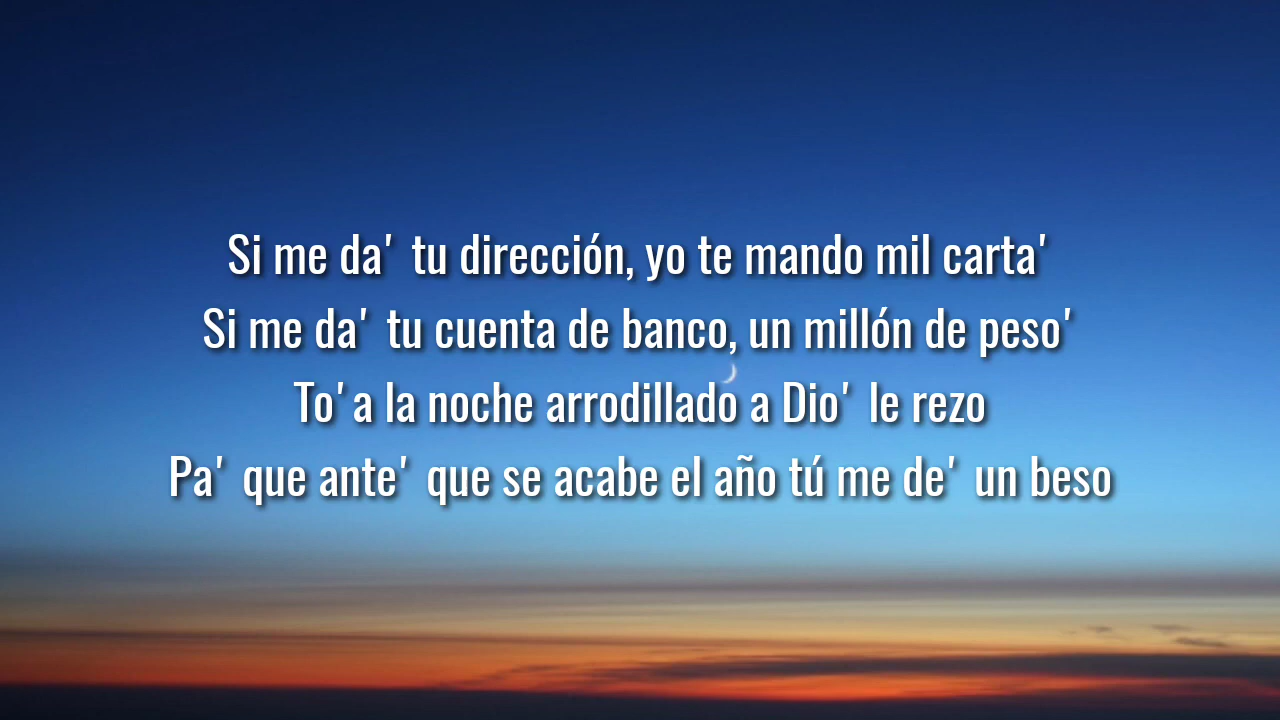 Si me da' tu dirección, yo te mando mil carta'
Si me da' tu cuenta de banco, un millón de peso'
To'a la noche arrodillado a Dio' le rezo
Pa' que ante' que se acabe el año tú me de' un beso